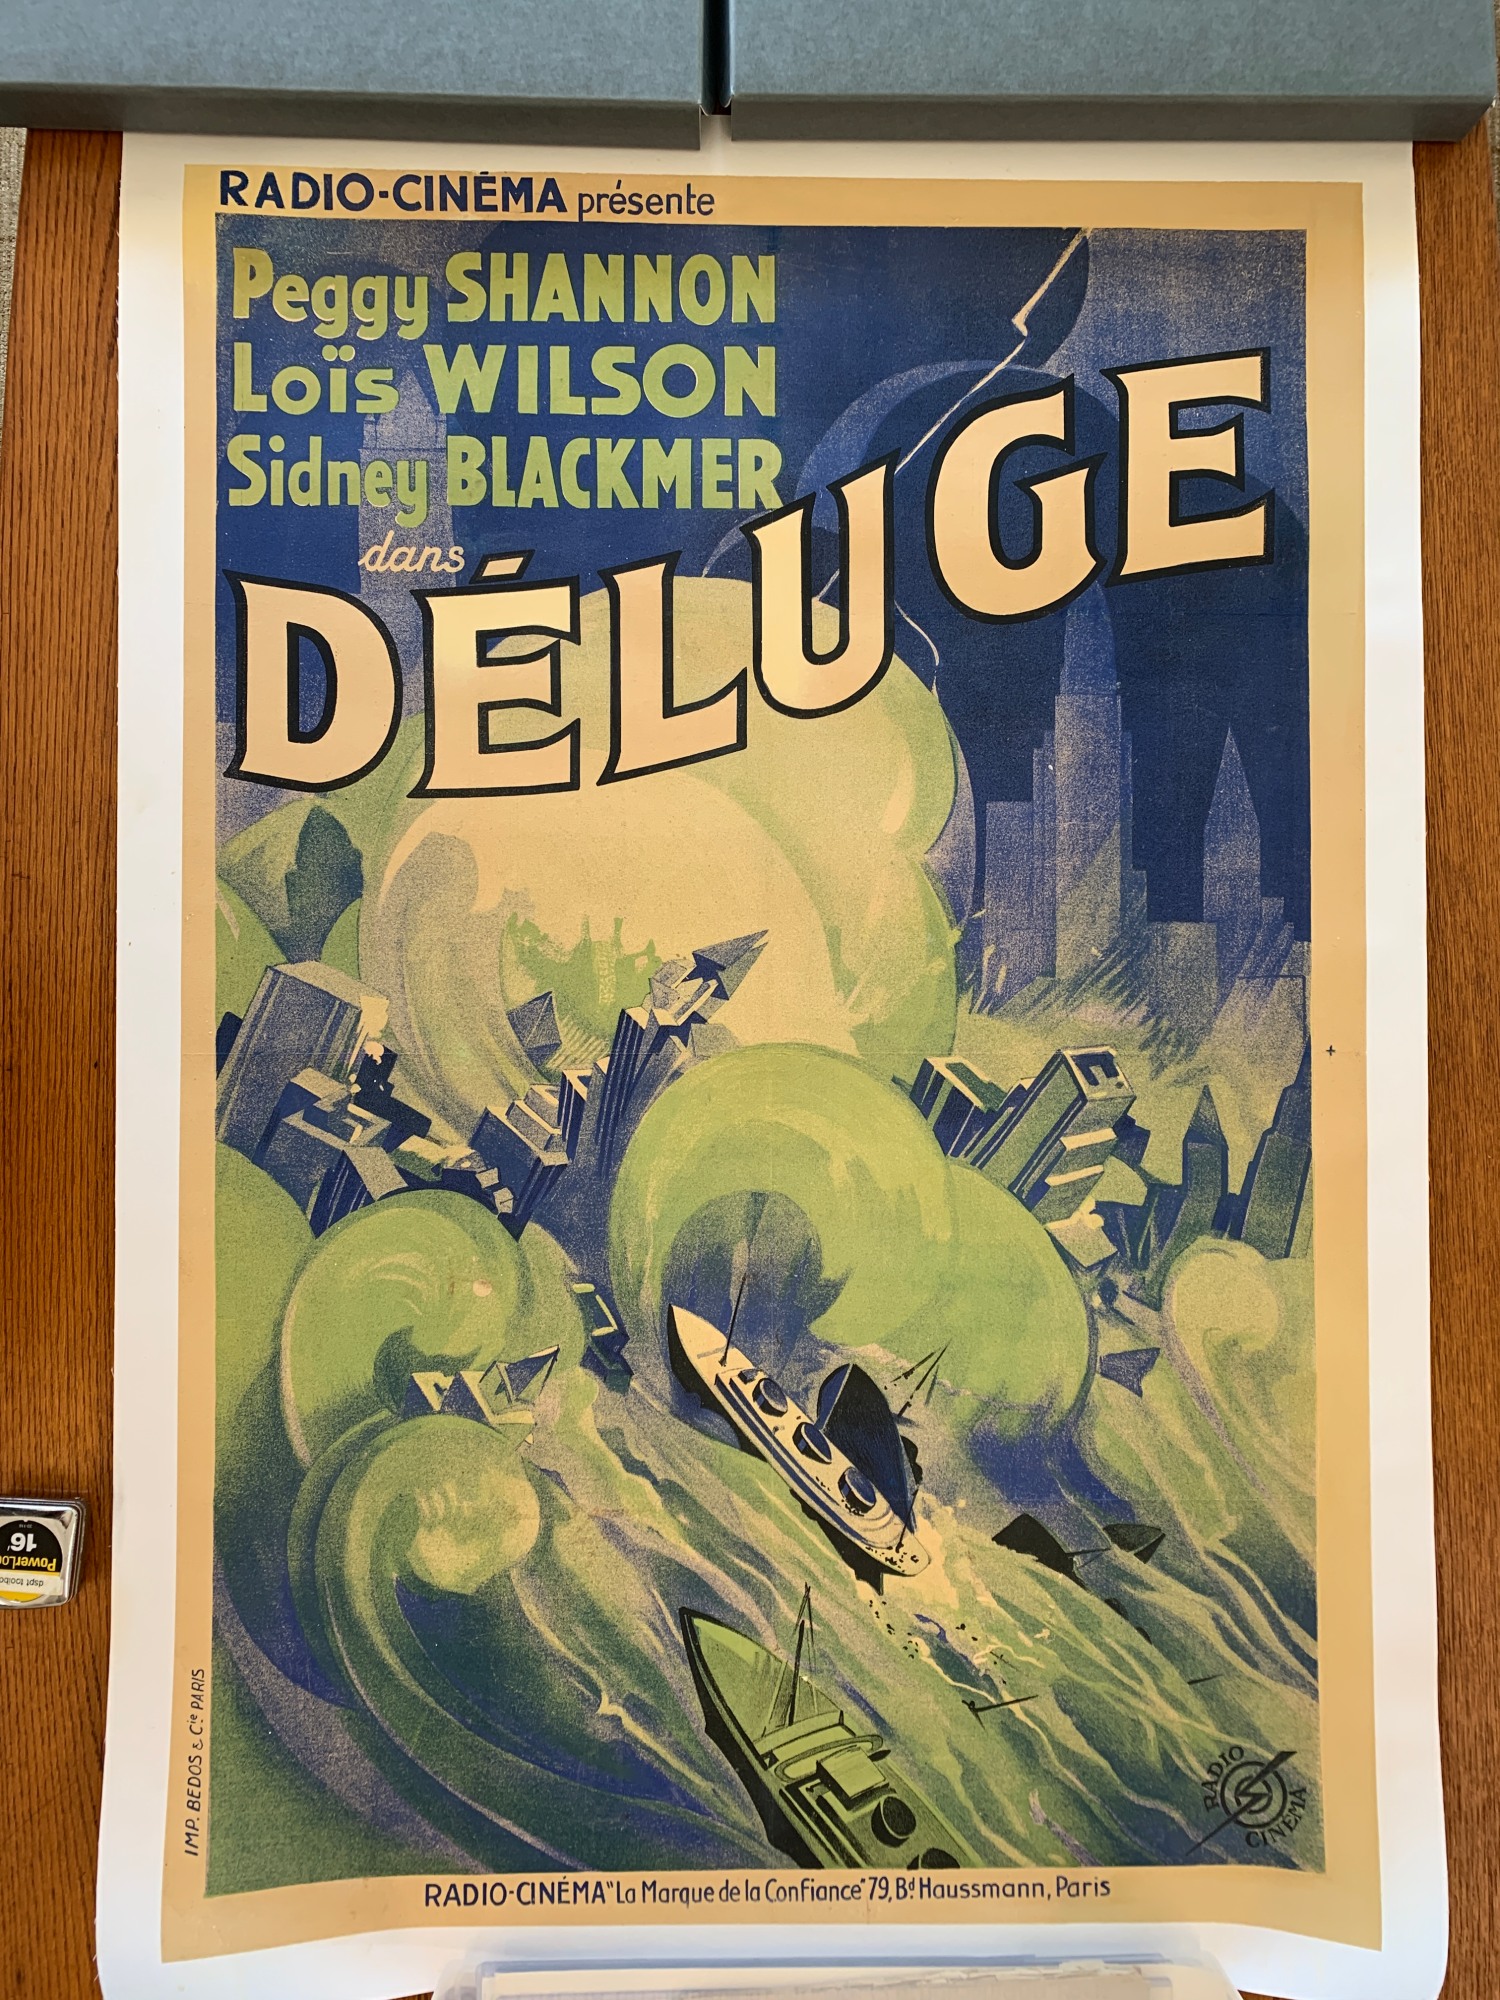 RADIO-CINÉMA présente
Peggy SHANNON
Loïs WILSON
Sidney BLACKMER
dans
DÉLUGE
IMP. BEDOS & Cie PARIS
RADIO
CINÉMA
RADIO-CINÉMA "La Marque de la Confiance" 79, Bd Haussmann, Paris
16'
dspt